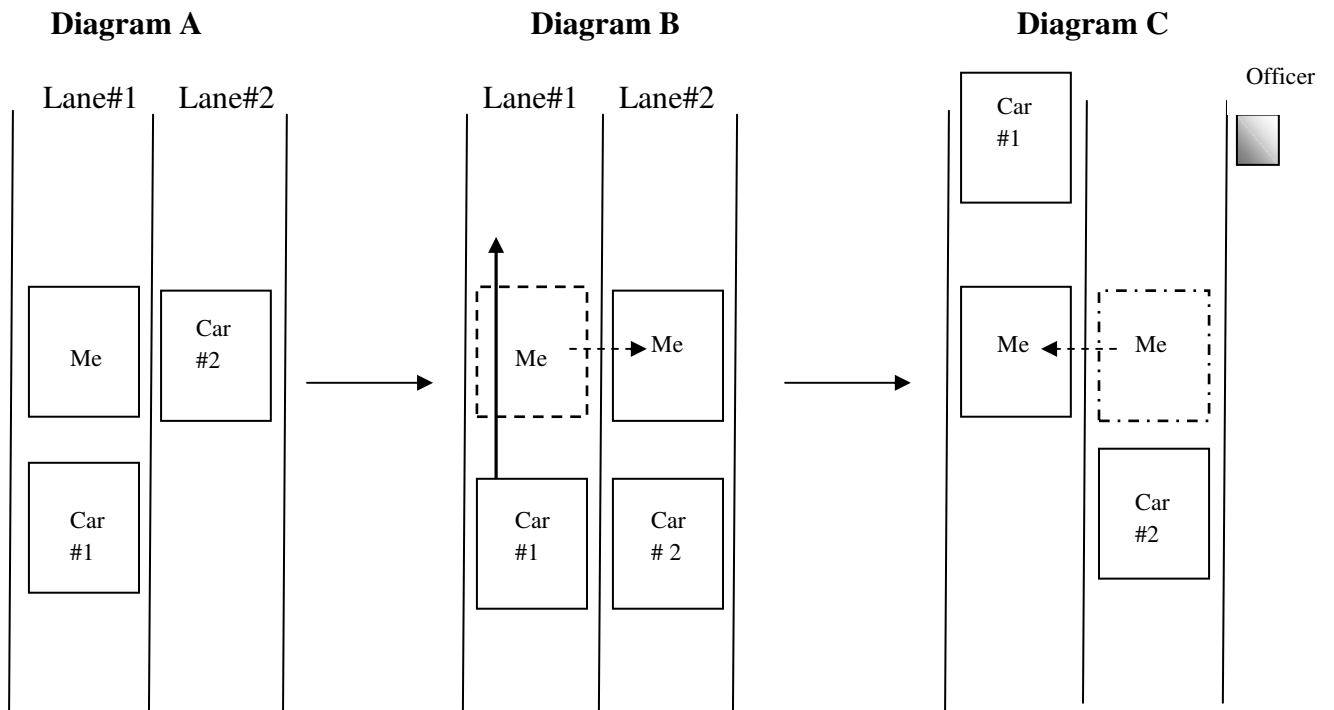 Diagram A
Diagram B
Diagram C
Lane#1 Lane#2
Me
Car
#2
Car
#1
Lane#1 Lane#2
Me
Me
Car
#1
Car
# 2
Officer
Car
#1
Me
Me
Car
#2